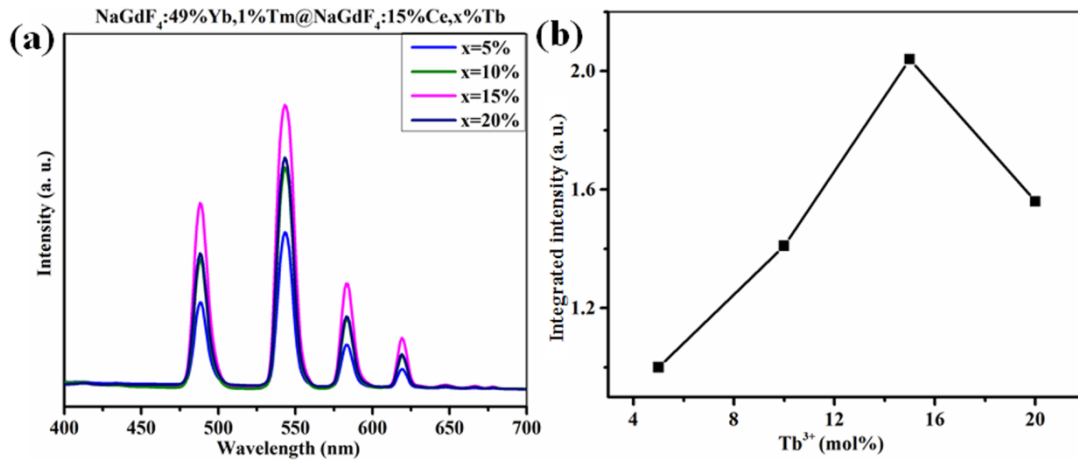 NaGdF4:49%Yb,1%Tm@NaGdF4:15%Ce,x%Tb
(a)
x=5%
x=10%
x=15%
x=20%
Intensity (a. u.)
400 450 500 550 600 650 700
Wavelength (nm)
(b)
2.0
1.6
1.2
Integrated intensity (a. u.)
4 8 12 16 20
Tb3+ (mol%)